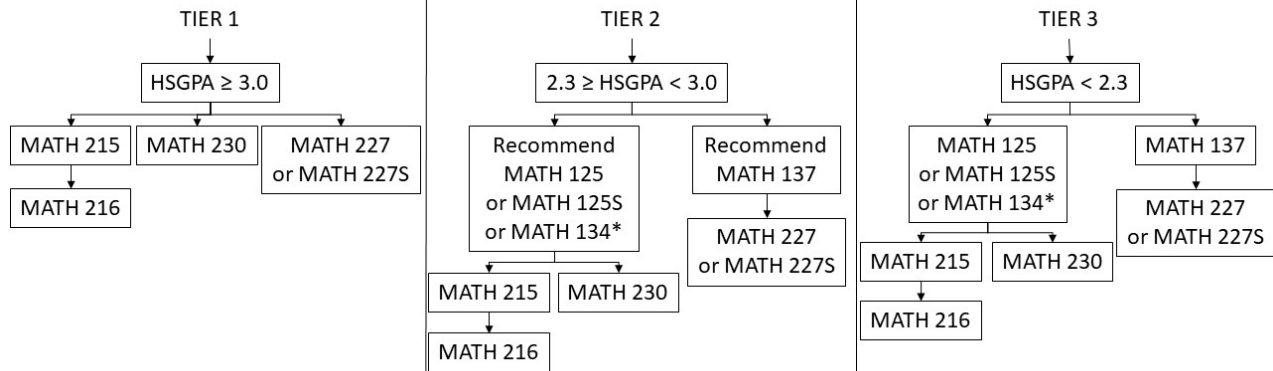 TIER 1
HSGPA ≥ 3.0
MATH 215
MATH 230
MATH 227
or MATH 227S
MATH 216
TIER 2
2.3 ≥ HSGPA < 3.0
Recommend
MATH 125
or MATH 125S
or MATH 134*
Recommend
MATH 137
MATH 227
or MATH 227S
MATH 215
MATH 230
MATH 216
TIER 3
HSGPA < 2.3
MATH 125
or MATH 125S
or MATH 134*
MATH 137
MATH 227
or MATH 227S
MATH 215
MATH 230
MATH 216